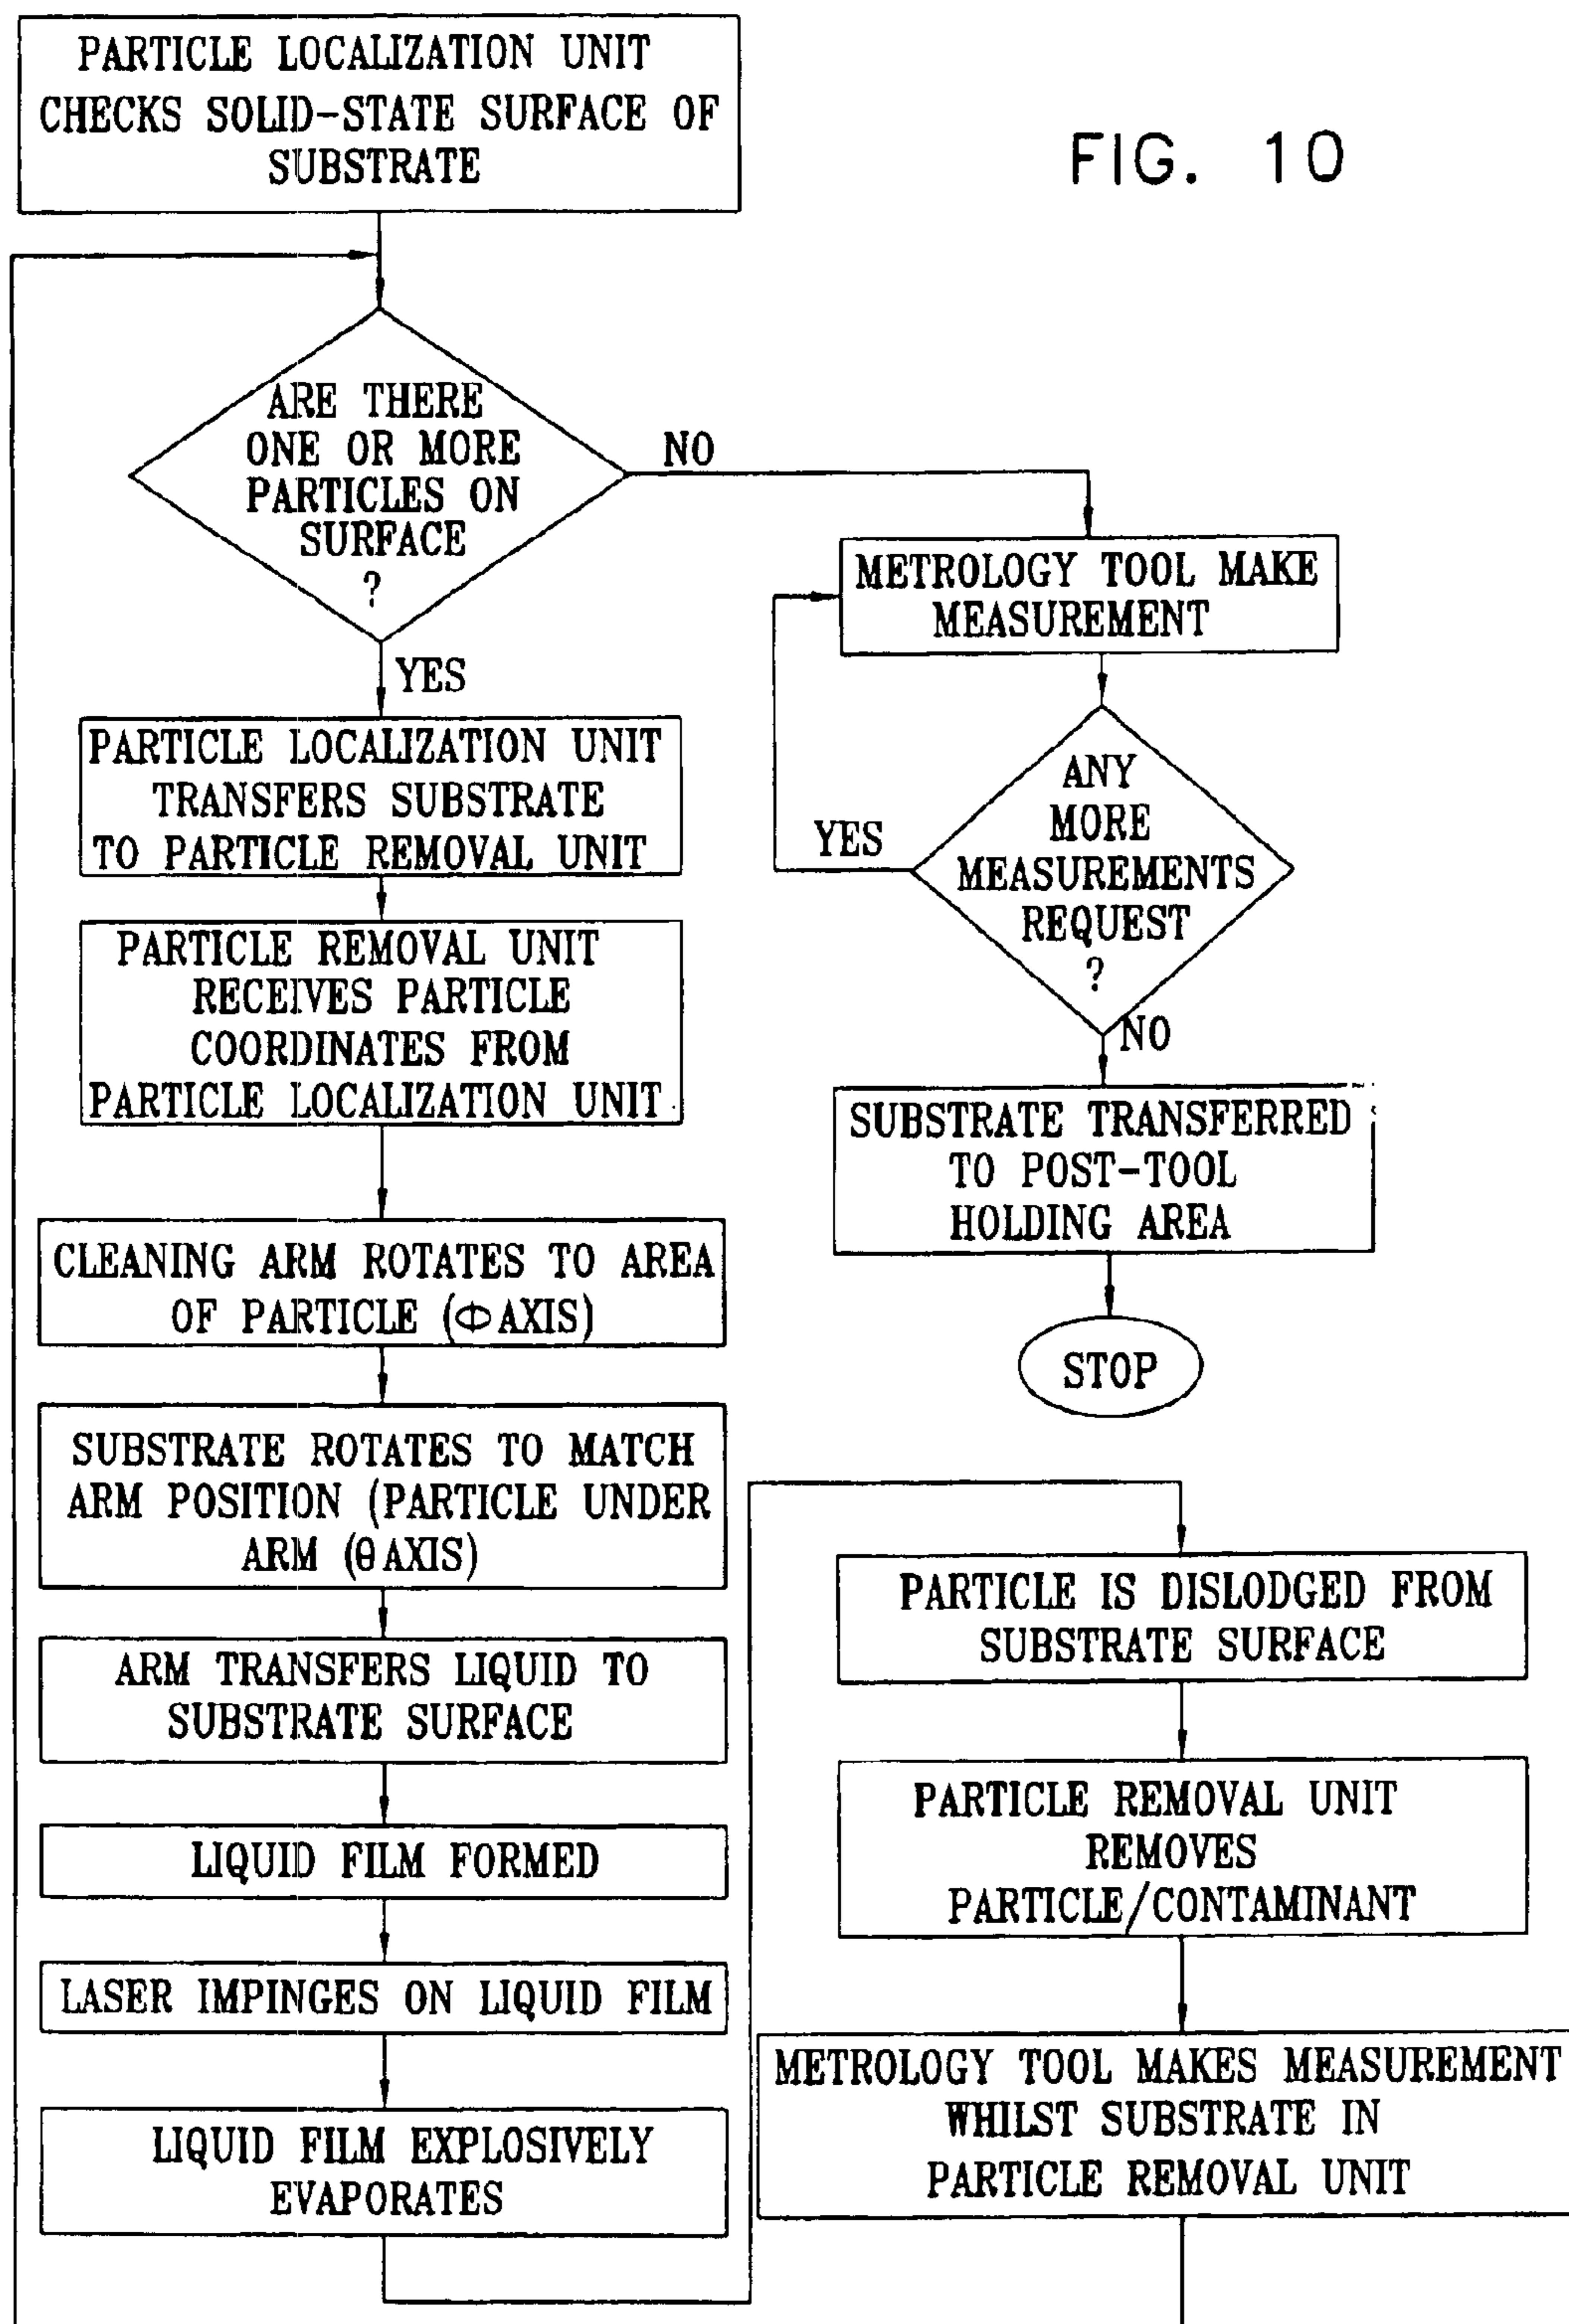 PARTICLE LOCALIZATION UNIT
CHECKS SOLID-STATE SURFACE OF
SUBSTRATE
FIG. 10
ARE THERE
ONE OR MORE
PARTICLES ON
SURFACE
?
NO
YES
PARTICLE LOCALIZATION UNIT
TRANSFERS SUBSTRATE
TO PARTICLE REMOVAL UNIT
PARTICLE REMOVAL UNIT
RECEIVES PARTICLE
COORDINATES FROM
PARTICLE LOCALIZATION UNIT
CLEANING ARM ROTATES TO AREA
OF PARTICLE (Φ AXIS)
SUBSTRATE ROTATES TO MATCH
ARM POSITION (PARTICLE UNDER
ARM (θ AXIS)
ARM TRANSFERS LIQUID TO
SUBSTRATE SURFACE
LIQUID FILM FORMED
LASER IMPINGES ON LIQUID FILM
LIQUID FILM EXPLOSIVELY
EVAPORATES
METROLOGY TOOL MAKE
MEASUREMENT
ANY
MORE
MEASUREMENTS
REQUEST
?
YES
NO
SUBSTRATE TRANSFERRED
TO POST-TOOL
HOLDING AREA
STOP
PARTICLE IS DISLODGED FROM
SUBSTRATE SURFACE
PARTICLE REMOVAL UNIT
REMOVES
PARTICLE/CONTAMINANT
METROLOGY TOOL MAKES MEASUREMENT
WHILST SUBSTRATE IN
PARTICLE REMOVAL UNIT